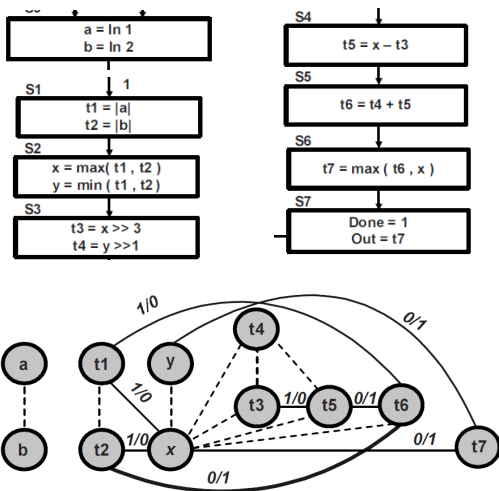 a = In 1
b = In 2
1
S1
t1 = |a|
t2 = |b|
S2
x = max( t1 , t2 )
y = min ( t1 , t2 )
S3
t3 = x >> 3
t4 = y >>1
S4
t5 = x – t3
S5
t6 = t4 + t5
S6
t7 = max ( t6 , x )
S7
Done = 1
Out = t7
1/0
0/1
t4
a
t1
y
1/0
t3
1/0
t5
0/1
t6
b
t2
1/0
x
0/1
t7
0/1